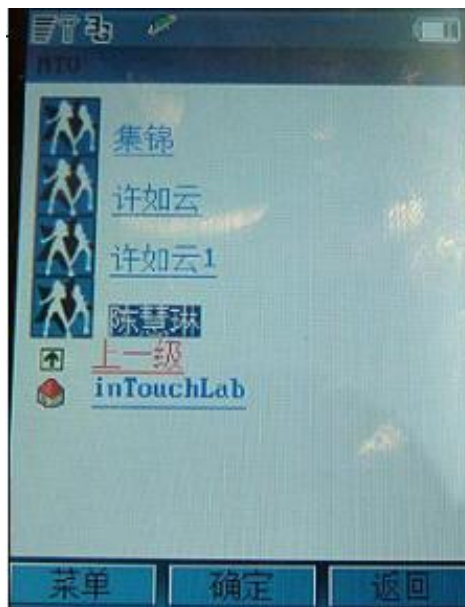 MTV
集锦
许如云
许如云1
陈慧琳
上一级
inTouchLab
菜单 确定 返回